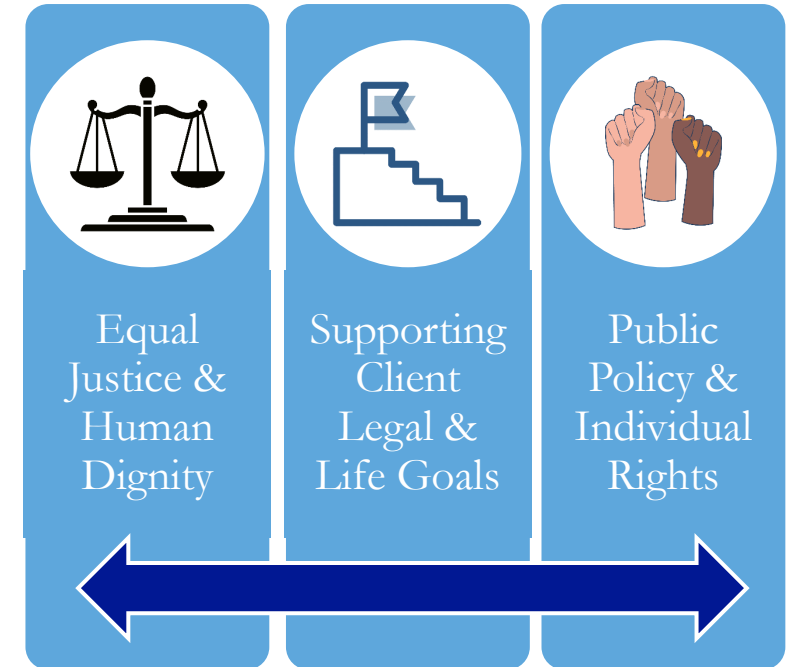 Equal
Justice &
Human
Dignity
Supporting
Client
Legal &
Life Goals
Public
Policy &
Individual
Rights